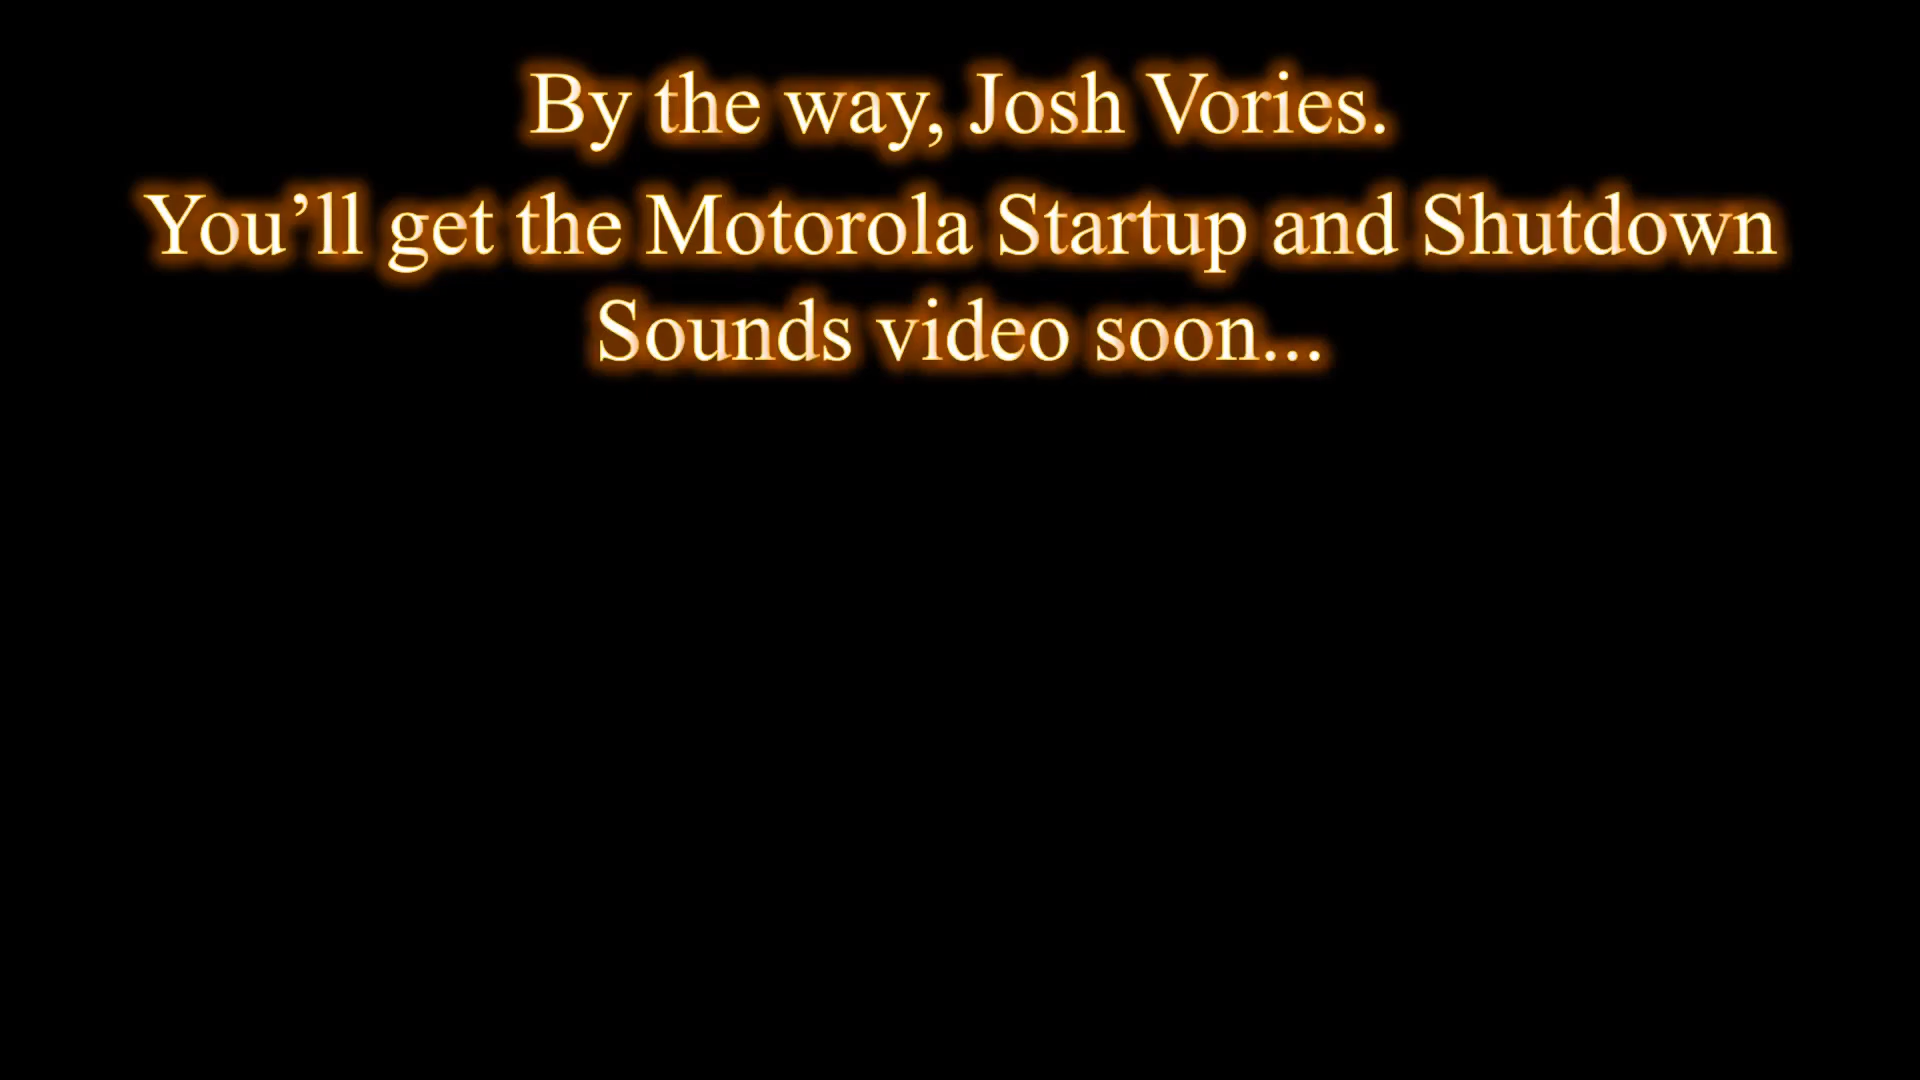 By the way, Josh Vories.
You’ll get the Motorola Startup and Shutdown
Sounds video soon...